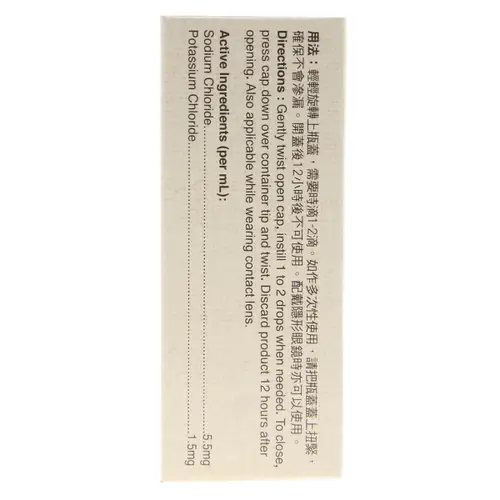 用法：輕輕旋轉上瓶蓋，需要時滴1-2滴。如作多次性使用，請把瓶蓋蓋上扭緊，
確保不會滲漏。開蓋後12小時後不可使用。配戴隱形眼鏡時亦可以使用。
Directions : Gently twist open cap, instill 1 to 2 drops when needed. To close,
press cap down over container tip and twist. Discard product 12 hours after
opening. Also applicable while wearing contact lens.
Active Ingredients (per mL):
Sodium Chloride..........................................................5.5mg
Potassium Chloride.....................................................1.5mg